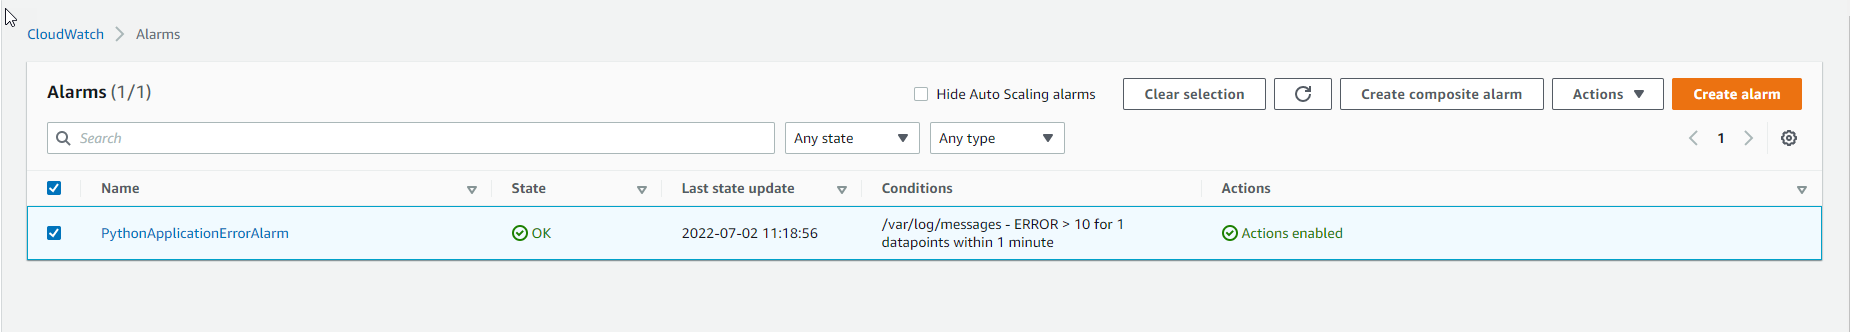 CloudWatch Alarms
Alarms (1/1)
Hide Auto Scaling alarms
Clear selection
Create composite alarm
Actions
Create alarm
Search
Any state
Any type
1
Name State Last state update Conditions Actions
PythonApplicationErrorAlarm
OK
2022-07-02 11:18:56
/var/log/messages - ERROR > 10 for 1
datapoints within 1 minute
Actions enabled